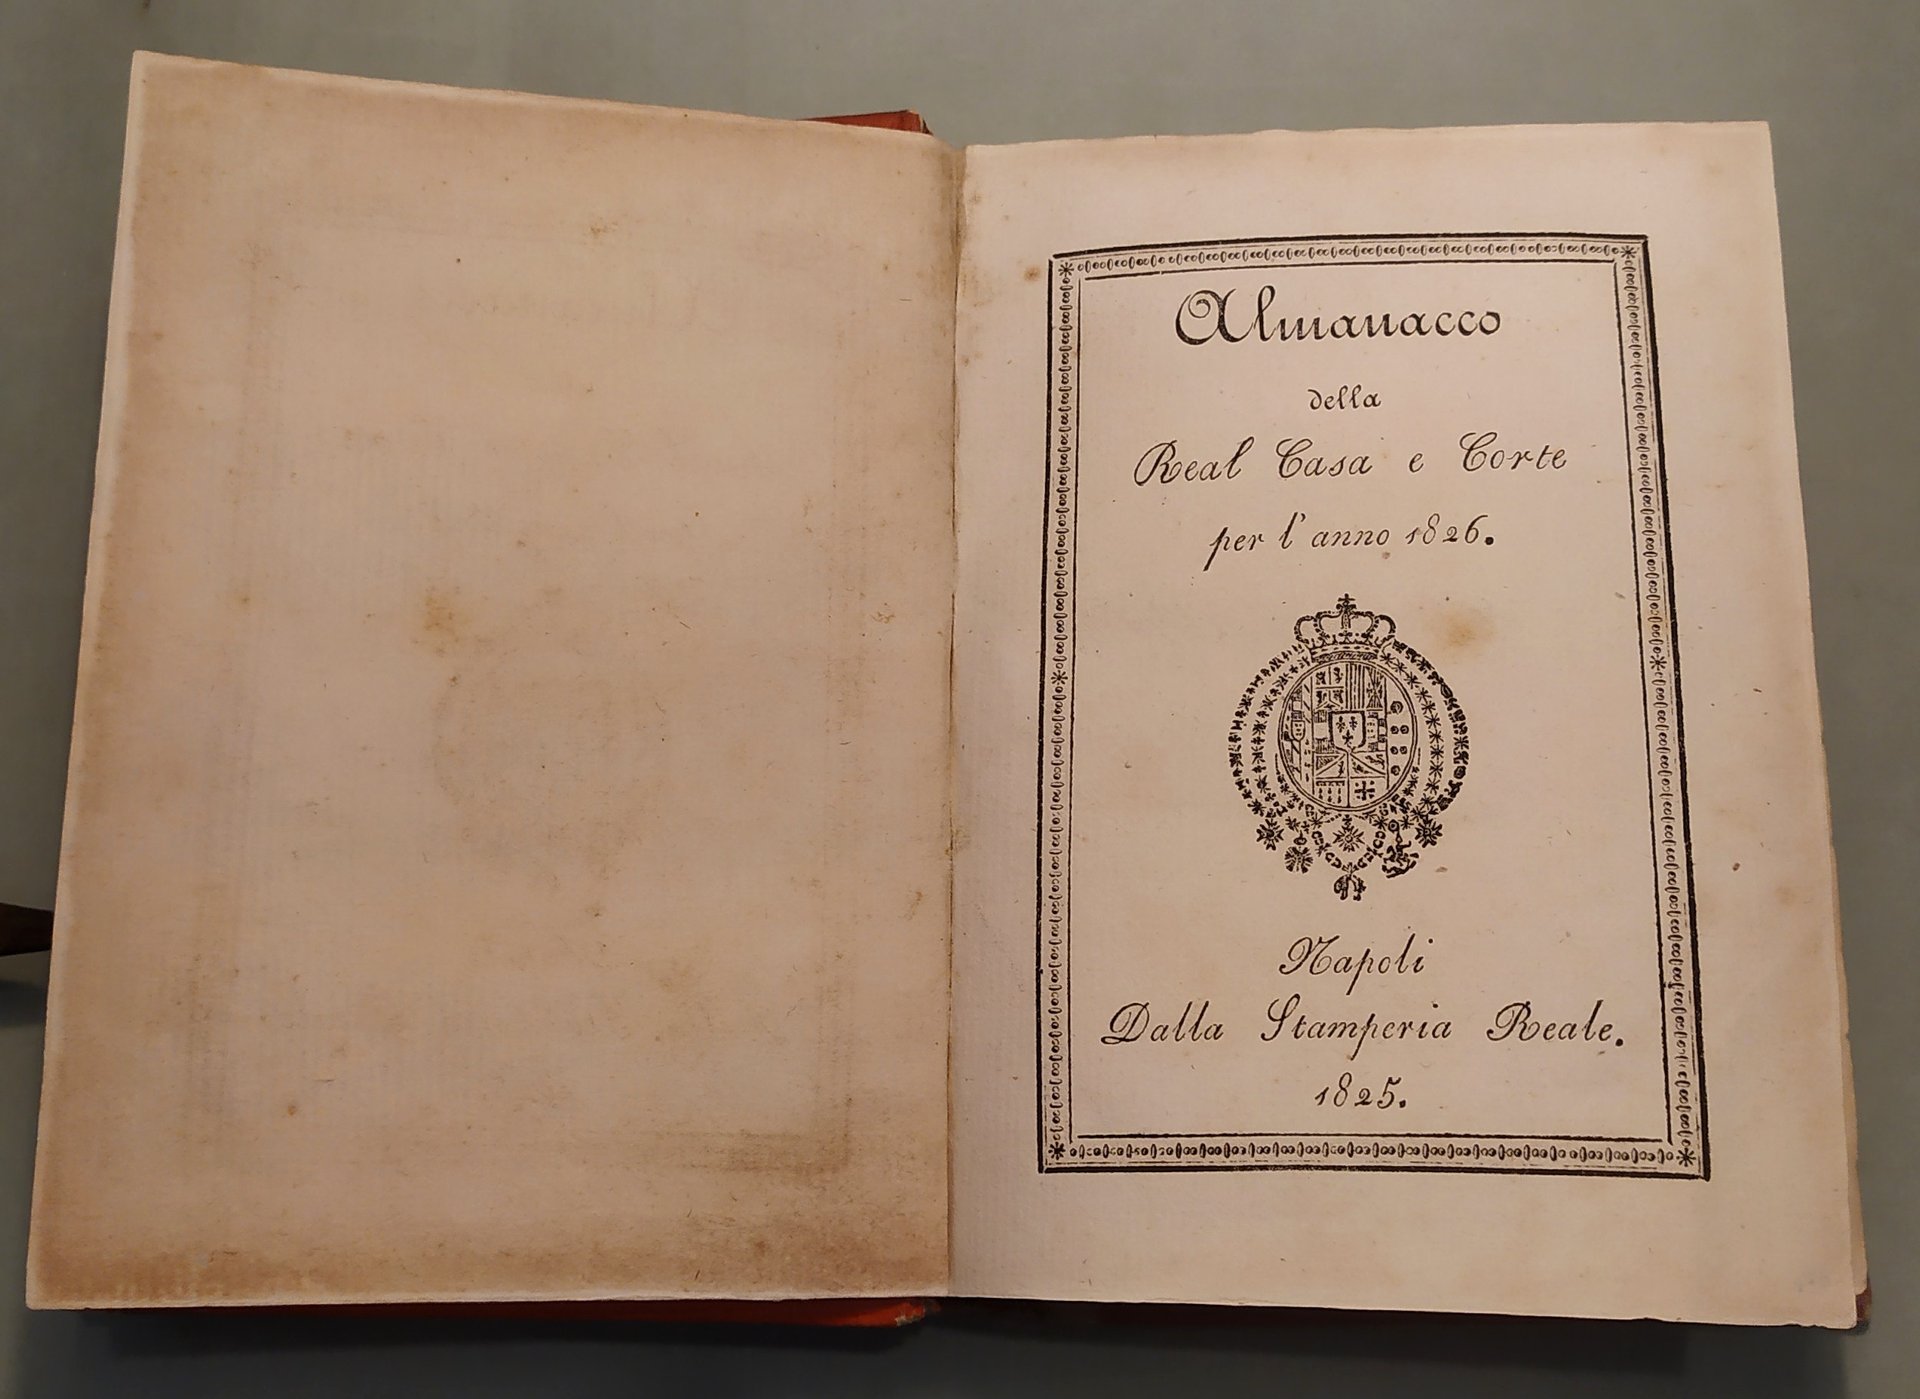 Almanacco
della
Real Casa e Corte
per l'anno 1826.
Napoli
Dalla Stamperia Reale.
1825.